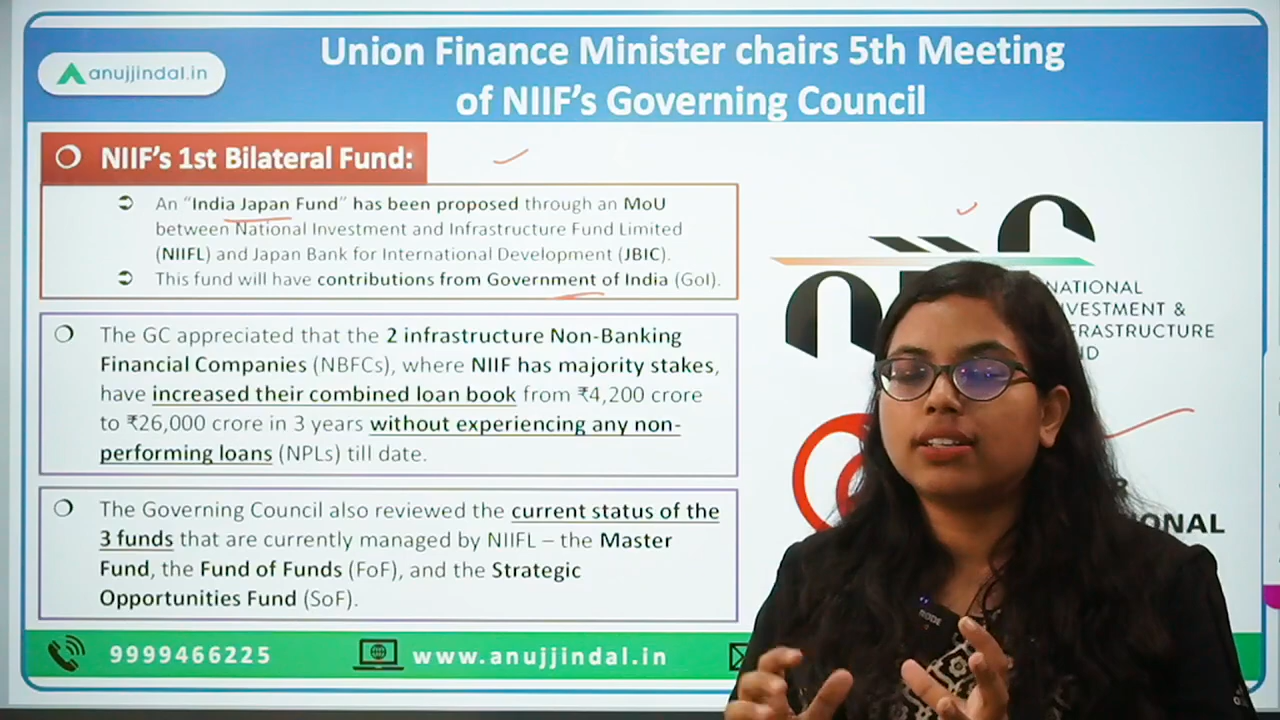 anujjindal.in
Union Finance Minister chairs 5th Meeting
of NIIF's Governing Council
NIIF's 1st Bilateral Fund:
An "India Japan Fund" has been proposed through an MoU
between National Investment and Infrastructure Fund Limited
(NIIFL) and Japan Bank for International Development (JBIC).
This fund will have contributions from Government of India (GoI).
The GC appreciated that the 2 infrastructure Non-Banking
Financial Companies (NBFCs), where NIIF has majority stakes,
have increased their combined loan book from ₹4,200 crore
to ₹26,000 crore in 3 years without experiencing any non-
performing loans (NPLs) till date.
The Governing Council also reviewed the current status of the
3 funds that are currently managed by NIIFL – the Master
Fund, the Fund of Funds (FoF), and the Strategic
Opportunities Fund (SoF).
NATIONAL
INVESTMENT &
INFRASTRUCTURE
9999466225
www.anujjindal.in